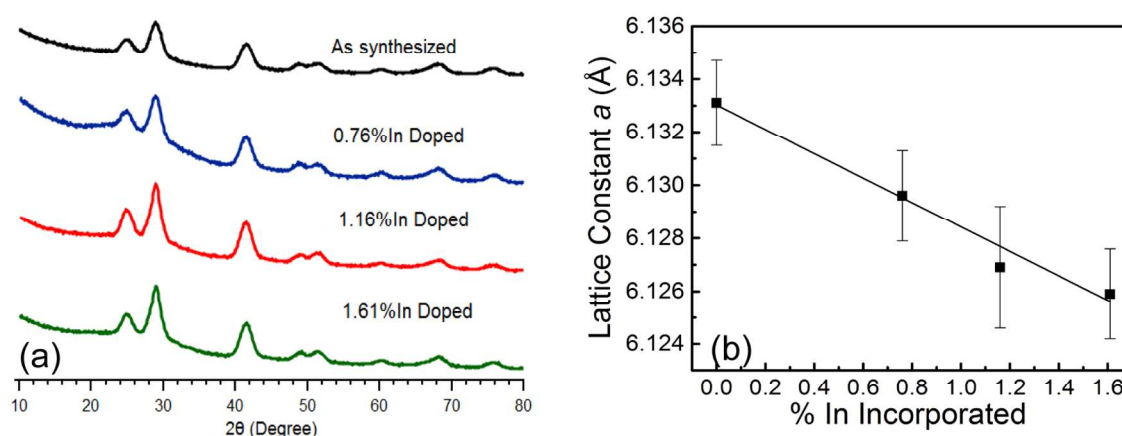 As synthesized
0.76%In Doped
1.16%In Doped
1.61%In Doped
(a)
10 20 30 40 50 60 70 80
2θ (Degree)
Lattice Constant a (Å)
6.136
6.134
6.132
6.130
6.128
6.126
6.124
(b)
0.0 0.2 0.4 0.6 0.8 1.0 1.2 1.4 1.6
% In Incorporated